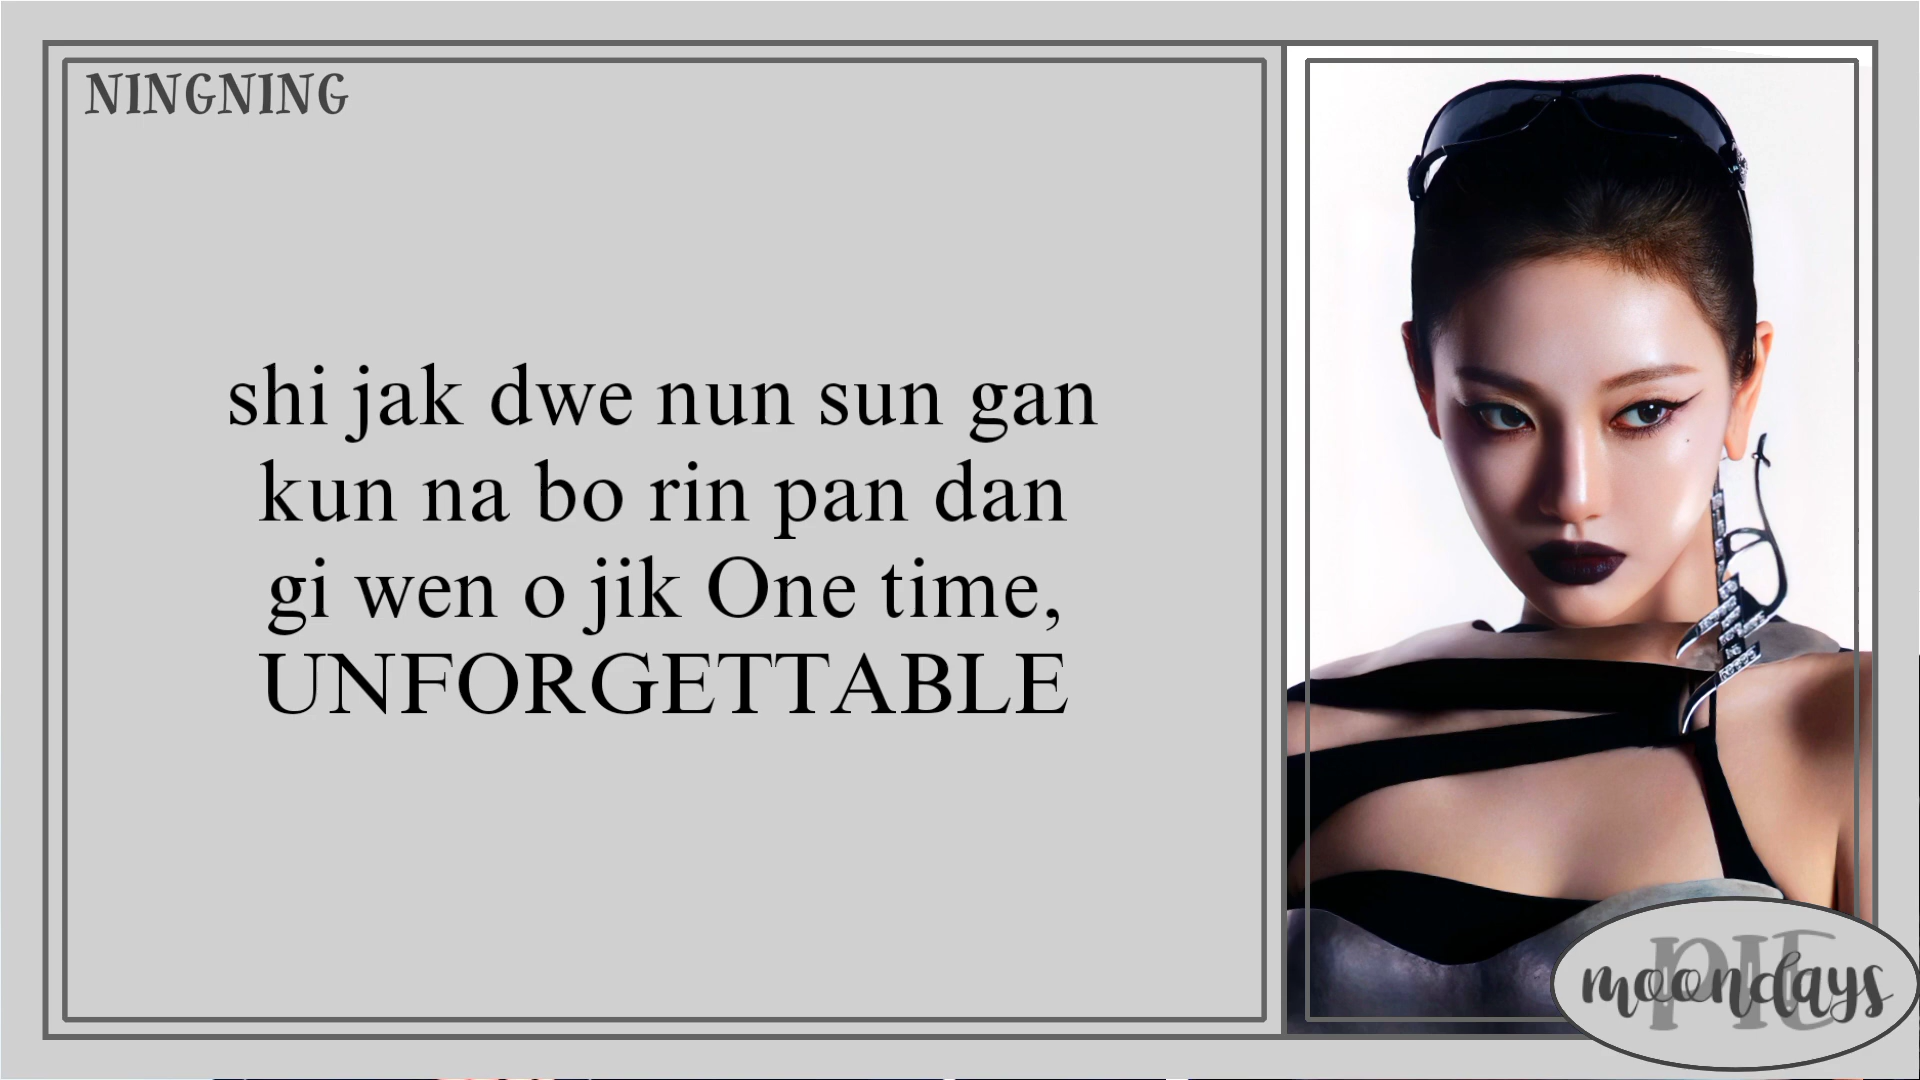 NINGNING
shi jak dwe nun sun gan
kun na bo rin pan dan
gi wen o jik One time,
UNFORGETTABLE
PIE
moondays